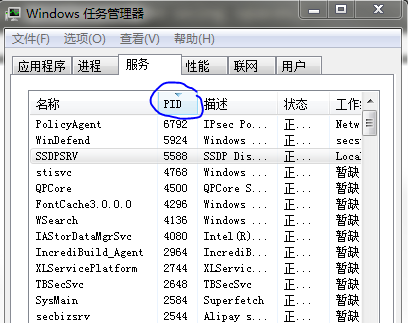 Windows 任务管理器
文件(F) 选项(O) 查看(V) 帮助(H)
应用程序 进程 服务 性能 联网 用户
名称 PID 描述 状态 工作
PolicyAgent 6792 IPsec Po... 正... Netw
WinDefend 5924 Windows ... 正... secs
SSDPSRV 5588 SSDP Dis... 正... Loca
stisvc 4768 Windows ... 正... 暂缺
QPCore 4500 QPCore S... 正... 暂缺
FontCache3.0.0.0 4296 Windows ... 正... 暂缺
WSearch 4136 Windows ... 正... 暂缺
IAStorDataMgrSvc 4080 Intel(R)... 正... 暂缺
IncrediBuild_Agent 2964 IncrediB... 正... 暂缺
XLServicePlatform 2744 XLServic... 正... 暂缺
TBSecSvc 2648 TBSecSvc 正... 暂缺
SysMain 2584 Superfetch 正... 暂缺
secbizsrv 2544 Alipay s... 正... 暂缺